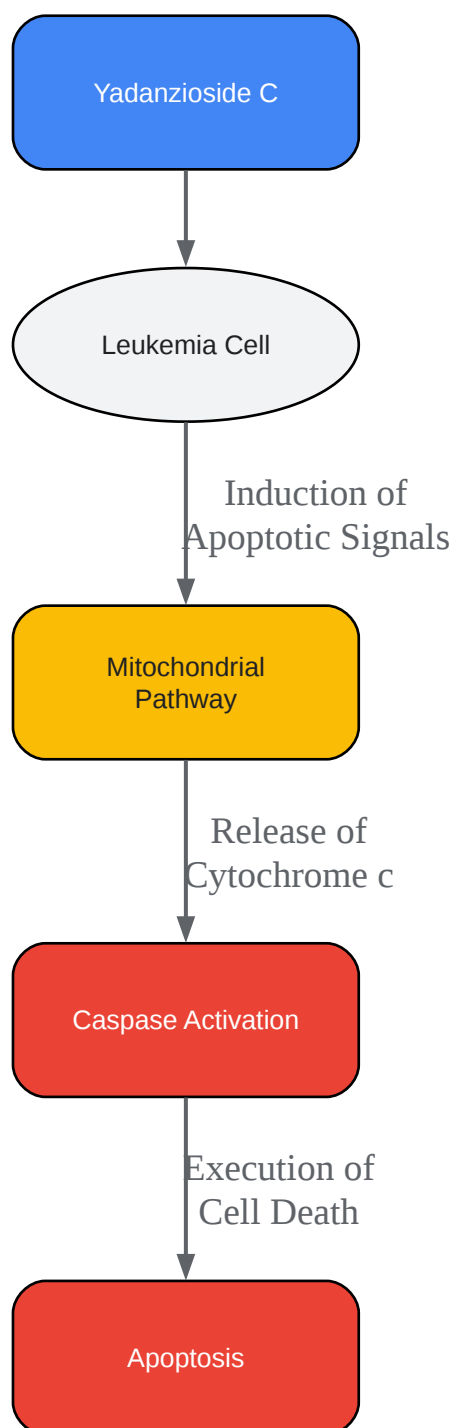 Yadanzioside C
Leukemia Cell
Induction of
Apoptotic Signals
Mitochondrial
Pathway
Release of
Cytochrome c
Caspase Activation
Execution of
Cell Death
Apoptosis